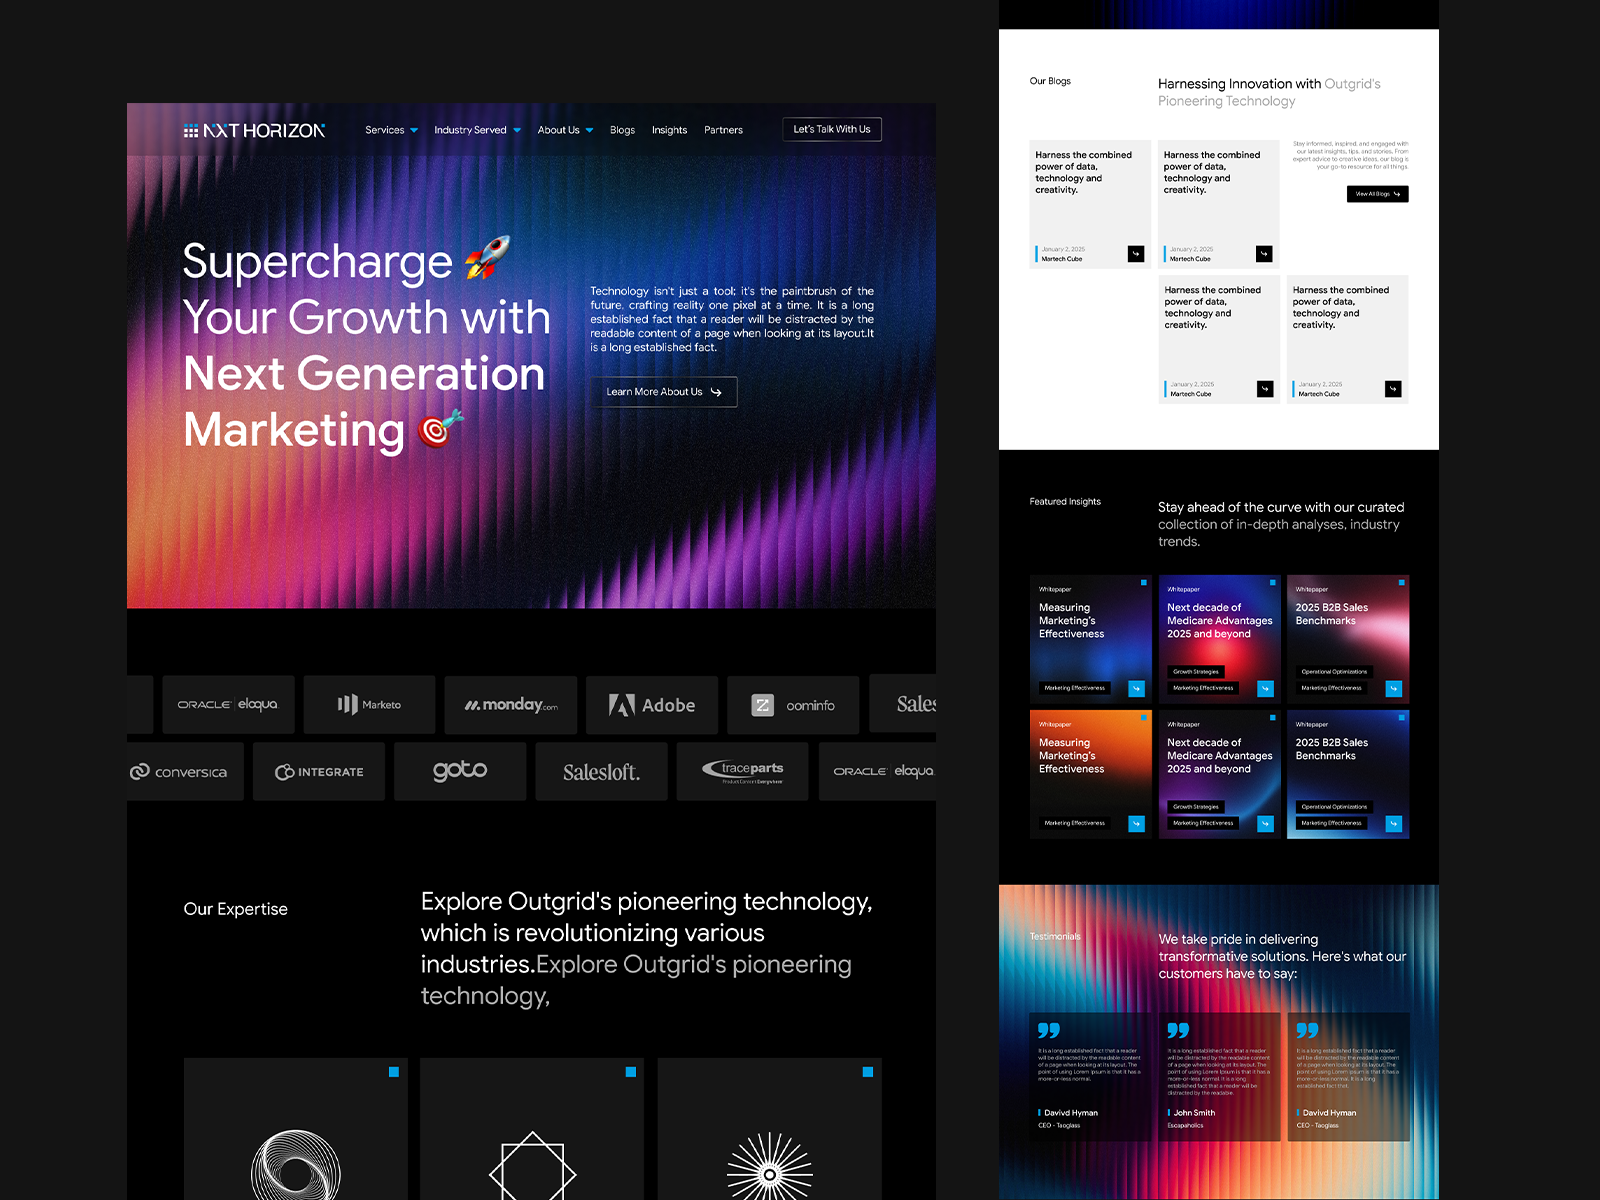 NXT HORIZON
Services
Industry Served
About Us
Blogs
Insights
Partners
Let's Talk With Us
Supercharge 🚀
Your Growth with
Next Generation
Marketing 🎯
Technology isn't just a tool; it's the paintbrush of the
future, crafting reality one pixel at a time. It is a long
established fact that a reader will be distracted by the
readable content of a page when looking at its layout.It
is a long established fact.
Learn More About Us
ORACLE | eloqua
Marketo
monday.com
Adobe
Z oominfo
Sales
conversica
INTEGRATE
goto
Salesloft.
traceparts
Product Content Everywhere
ORACLE | eloqua
Our Expertise
Explore Outgrid's pioneering technology,
which is revolutionizing various
industries.Explore Outgrid's pioneering
technology,
Our Blogs
Harnessing Innovation with Outgrid's
Pioneering Technology
Harness the combined
power of data,
technology and
creativity.
January 2, 2025
Martech Cube
Harness the combined
power of data,
technology and
creativity.
January 2, 2025
Martech Cube
Stay informed, inspired, and engaged with
our latest insights, tips, and stories. From
expert advice to creative ideas, our blog is
your go-to resource for all things.
View All Blogs
Harness the combined
power of data,
technology and
creativity.
January 2, 2025
Martech Cube
Harness the combined
power of data,
technology and
creativity.
January 2, 2025
Martech Cube
Featured Insights
Stay ahead of the curve with our curated
collection of in-depth analyses, industry
trends.
Whitepaper
Measuring
Marketing's
Effectiveness
Marketing Effectiveness
Whitepaper
Next decade of
Medicare Advantages
2025 and beyond
Growth Strategies
Marketing Effectiveness
Whitepaper
2025 B2B Sales
Benchmarks
Operational Optimizations
Marketing Effectiveness
Whitepaper
Measuring
Marketing's
Effectiveness
Marketing Effectiveness
Whitepaper
Next decade of
Medicare Advantages
2025 and beyond
Growth Strategies
Marketing Effectiveness
Whitepaper
2025 B2B Sales
Benchmarks
Operational Optimizations
Marketing Effectiveness
Testimonials
We take pride in delivering
transformative solutions. Here's what our
customers have to say:
It is a long established fact that a reader
will be distracted by the readable content
of a page when looking at its layout. The
point of using Lorem Ipsum is that it has a
more-or-less normal.
Davivd Hyman
CEO - Taoglass
It is a long established fact that a reader
will be distracted by the readable content
of a page when looking at its layout. The
point of using Lorem Ipsum is that it has a
more-or-less normal. It is a long
established fact that a reader will be
distracted by the readable.
John Smith
Escapaholics
It is a long established fact that a reader
will be distracted by the readable content
of a page when looking at its layout. The
point of using Lorem Ipsum is that it has a
more-or-less normal. It is a long
established fact that.
Davivd Hyman
CEO - Taoglass